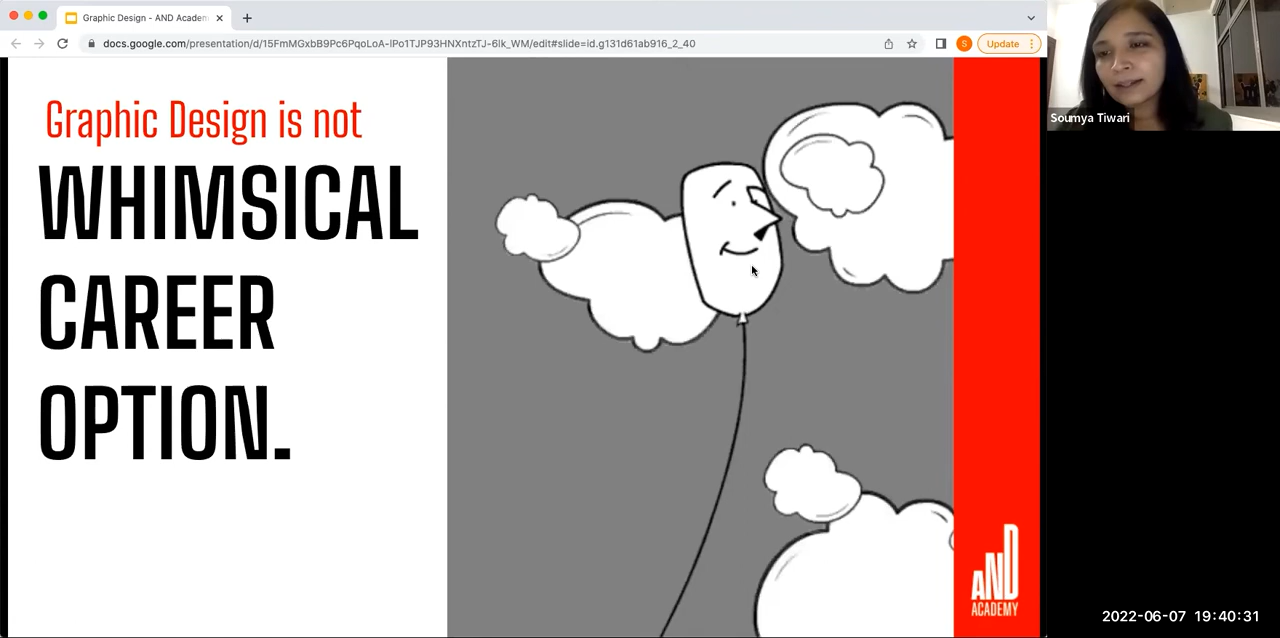 Graphic Design - AND Academ
docs.google.com/presentation/d/15FmMGxbB9Pc6PqoLoA-lPo1TJP93HNXntzTJ-6lk_WM/edit#slide=id.g131d61ab916_2_40
S
Update
Soumya Tiwari
Graphic Design is not
WHIMSICAL
CAREER
OPTION.
AND
ACADEMY
2022-06-07 19:40:31